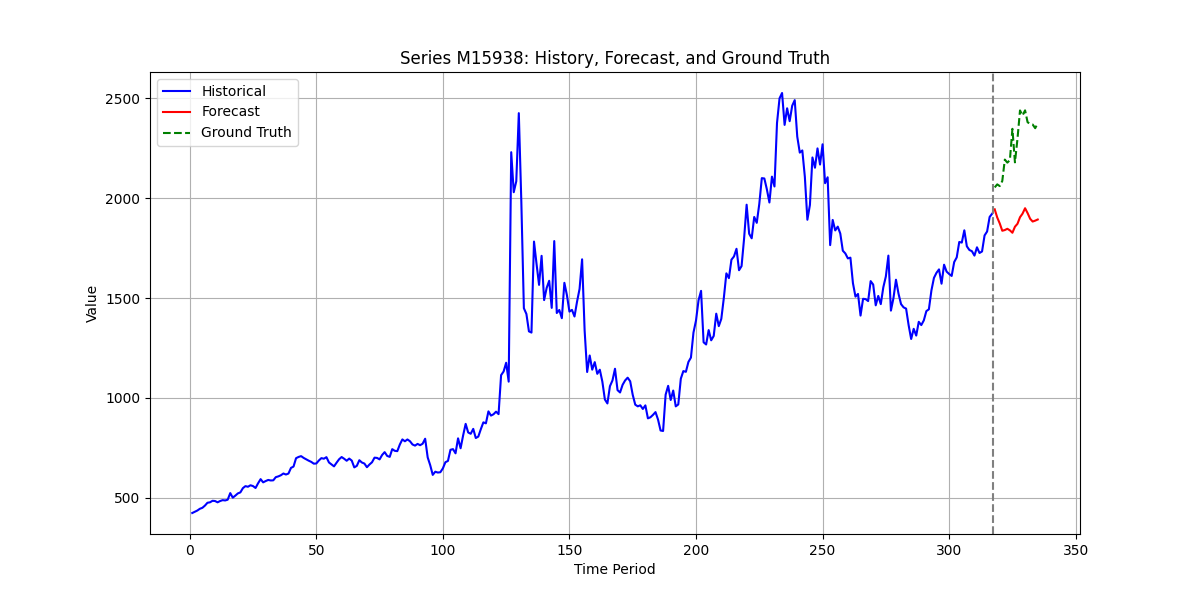 Series M15938: History, Forecast, and Ground Truth
Historical
Forecast
Ground Truth
2500
2000
1500
1000
500
Value
0 50 100 150 200 250 300 350
Time Period